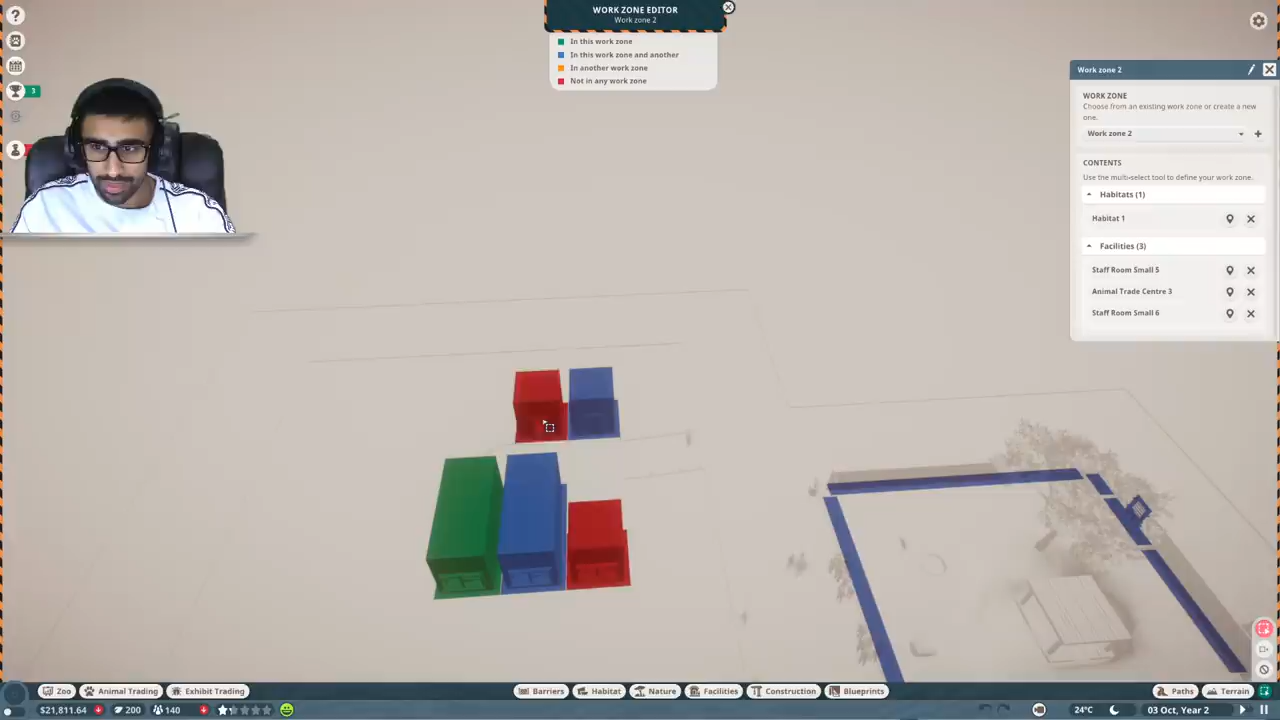 WORK ZONE EDITOR
Work zone 2
In this work zone
In this work zone and another
In another work zone
Not in any work zone
3
Work zone 2
WORK ZONE
Choose from an existing work zone or create a new
one.
Work zone 2
CONTENTS
Use the multi-select tool to define your work zone.
Habitats (1)
Habitat 1
Facilities (3)
Staff Room Small 5
Animal Trade Centre 3
Staff Room Small 6
Zoo
Animal Trading
Exhibit Trading
Barriers
Habitat
Nature
Facilities
Construction
Blueprints
Paths
Terrain
$21,811.64
200
140
24°C
03 Oct, Year 2